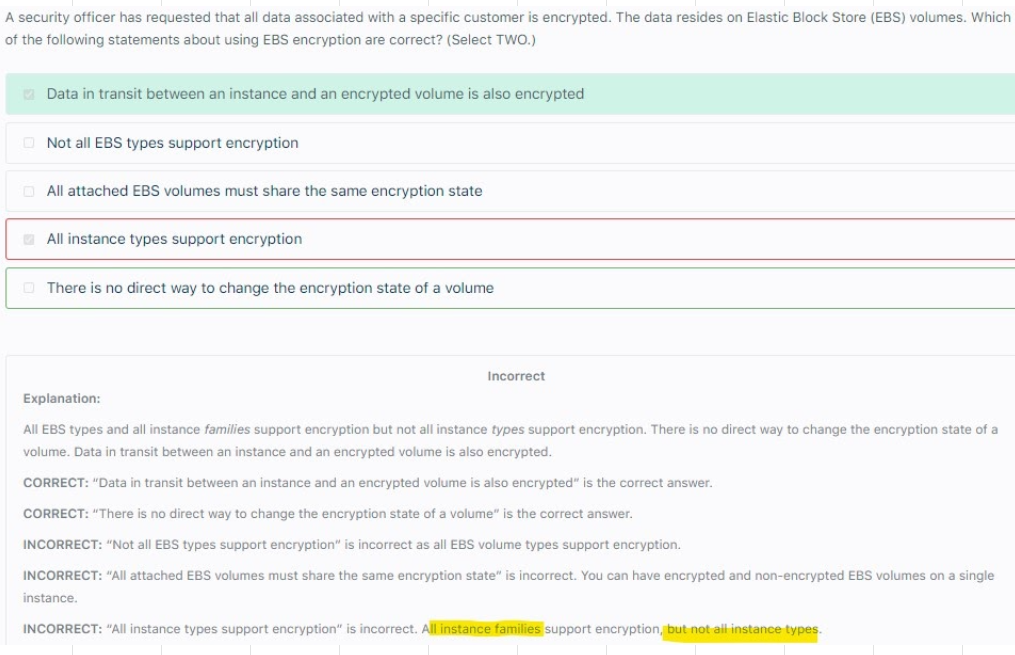 A security officer has requested that all data associated with a specific customer is encrypted. The data resides on Elastic Block Store (EBS) volumes. Which
of the following statements about using EBS encryption are correct? (Select TWO.)
Data in transit between an instance and an encrypted volume is also encrypted
Not all EBS types support encryption
All attached EBS volumes must share the same encryption state
All instance types support encryption
There is no direct way to change the encryption state of a volume
Incorrect
Explanation:
All EBS types and all instance families support encryption but not all instance types support encryption. There is no direct way to change the encryption state of a
volume. Data in transit between an instance and an encrypted volume is also encrypted.
CORRECT: “Data in transit between an instance and an encrypted volume is also encrypted” is the correct answer.
CORRECT: “There is no direct way to change the encryption state of a volume” is the correct answer.
INCORRECT: “Not all EBS types support encryption” is incorrect as all EBS volume types support encryption.
INCORRECT: “All attached EBS volumes must share the same encryption state” is incorrect. You can have encrypted and non-encrypted EBS volumes on a single
instance.
INCORRECT: “All instance types support encryption” is incorrect. All instance families support encryption, but not all instance types.